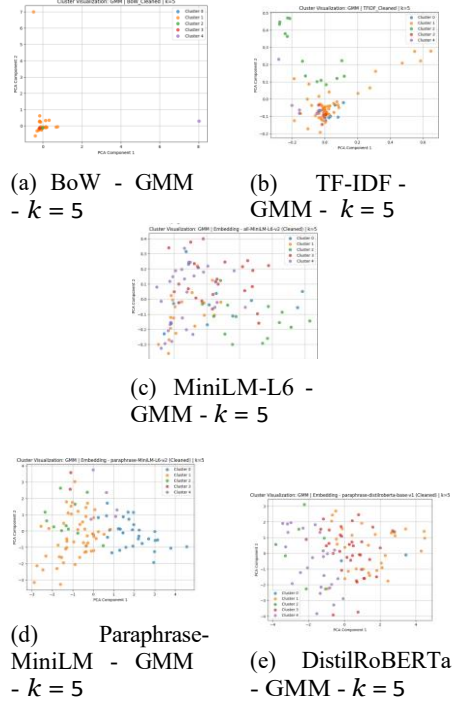 Cluster Visualization: GMM | BoW_Cleaned | k=5
Cluster 0
Cluster 1
Cluster 2
Cluster 3
Cluster 4
PCA Component 2
PCA Component 1
(a) BoW - GMM
- k = 5
Cluster Visualization: GMM | TFIDF_Cleaned | k=5
Cluster 0
Cluster 1
Cluster 2
Cluster 3
Cluster 4
PCA Component 2
PCA Component 1
(b) TF-IDF -
GMM - k = 5
Cluster Visualization: GMM | Embedding - all-MiniLM-L6-v2 (Cleaned) | k=5
Cluster 0
Cluster 1
Cluster 2
Cluster 3
Cluster 4
PCA Component 2
(c) MiniLM-L6 -
GMM - k = 5
Cluster Visualization: GMM | Embedding - paraphrase-MiniLM-L6-v2 (Cleaned) | k=5
Cluster 0
Cluster 1
Cluster 2
Cluster 3
Cluster 4
PCA Component 2
PCA Component 1
(d) Paraphrase-
MiniLM - GMM
- k = 5
Cluster Visualization: GMM | Embedding - paraphrase-distilroberta-base-v1 (Cleaned) | k=5
Cluster 0
Cluster 1
Cluster 2
Cluster 3
Cluster 4
PCA Component 2
PCA Component 1
(e) DistilRoBERTa
- GMM - k = 5